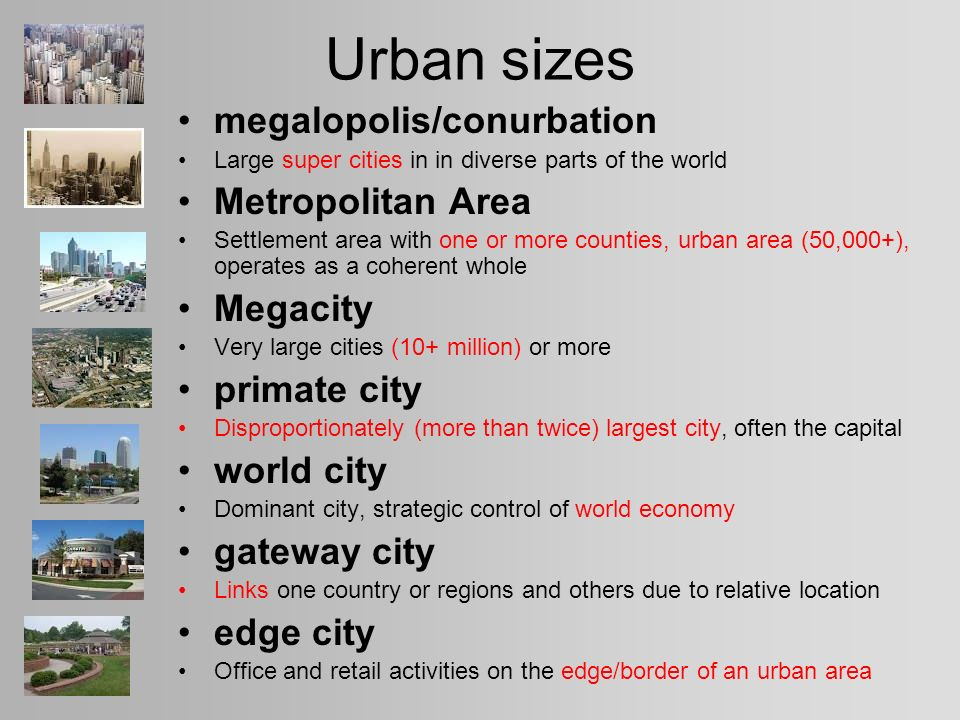 Urban sizes
• megalopolis/conurbation
• Large super cities in in diverse parts of the world
• Metropolitan Area
• Settlement area with one or more counties, urban area (50,000+),
operates as a coherent whole
• Megacity
• Very large cities (10+ million) or more
• primate city
• Disproportionately (more than twice) largest city, often the capital
• world city
• Dominant city, strategic control of world economy
• gateway city
• Links one country or regions and others due to relative location
• edge city
• Office and retail activities on the edge/border of an urban area